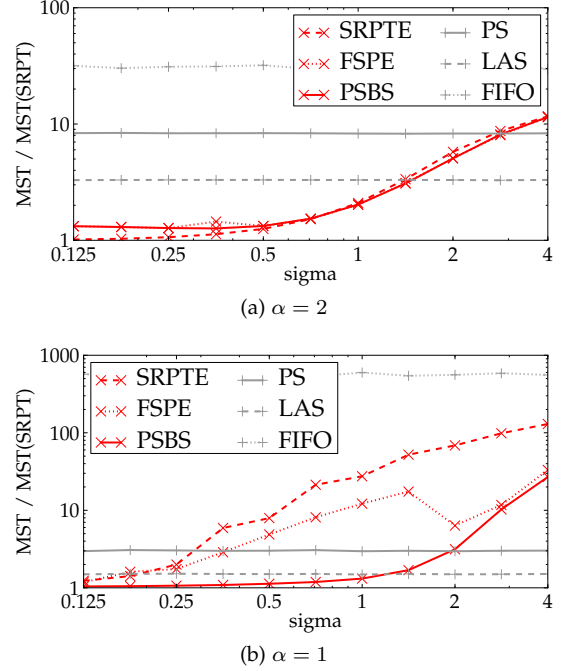 100
10
1
MST / MST(SRPT)
SRPTE PS
FSPE LAS
PSBS FIFO
0.125 0.25 0.5 1 2 4
sigma
(a) α = 2
1000
100
10
1
MST / MST(SRPT)
SRPTE PS
FSPE LAS
PSBS FIFO
0.125 0.25 0.5 1 2 4
sigma
(b) α = 1